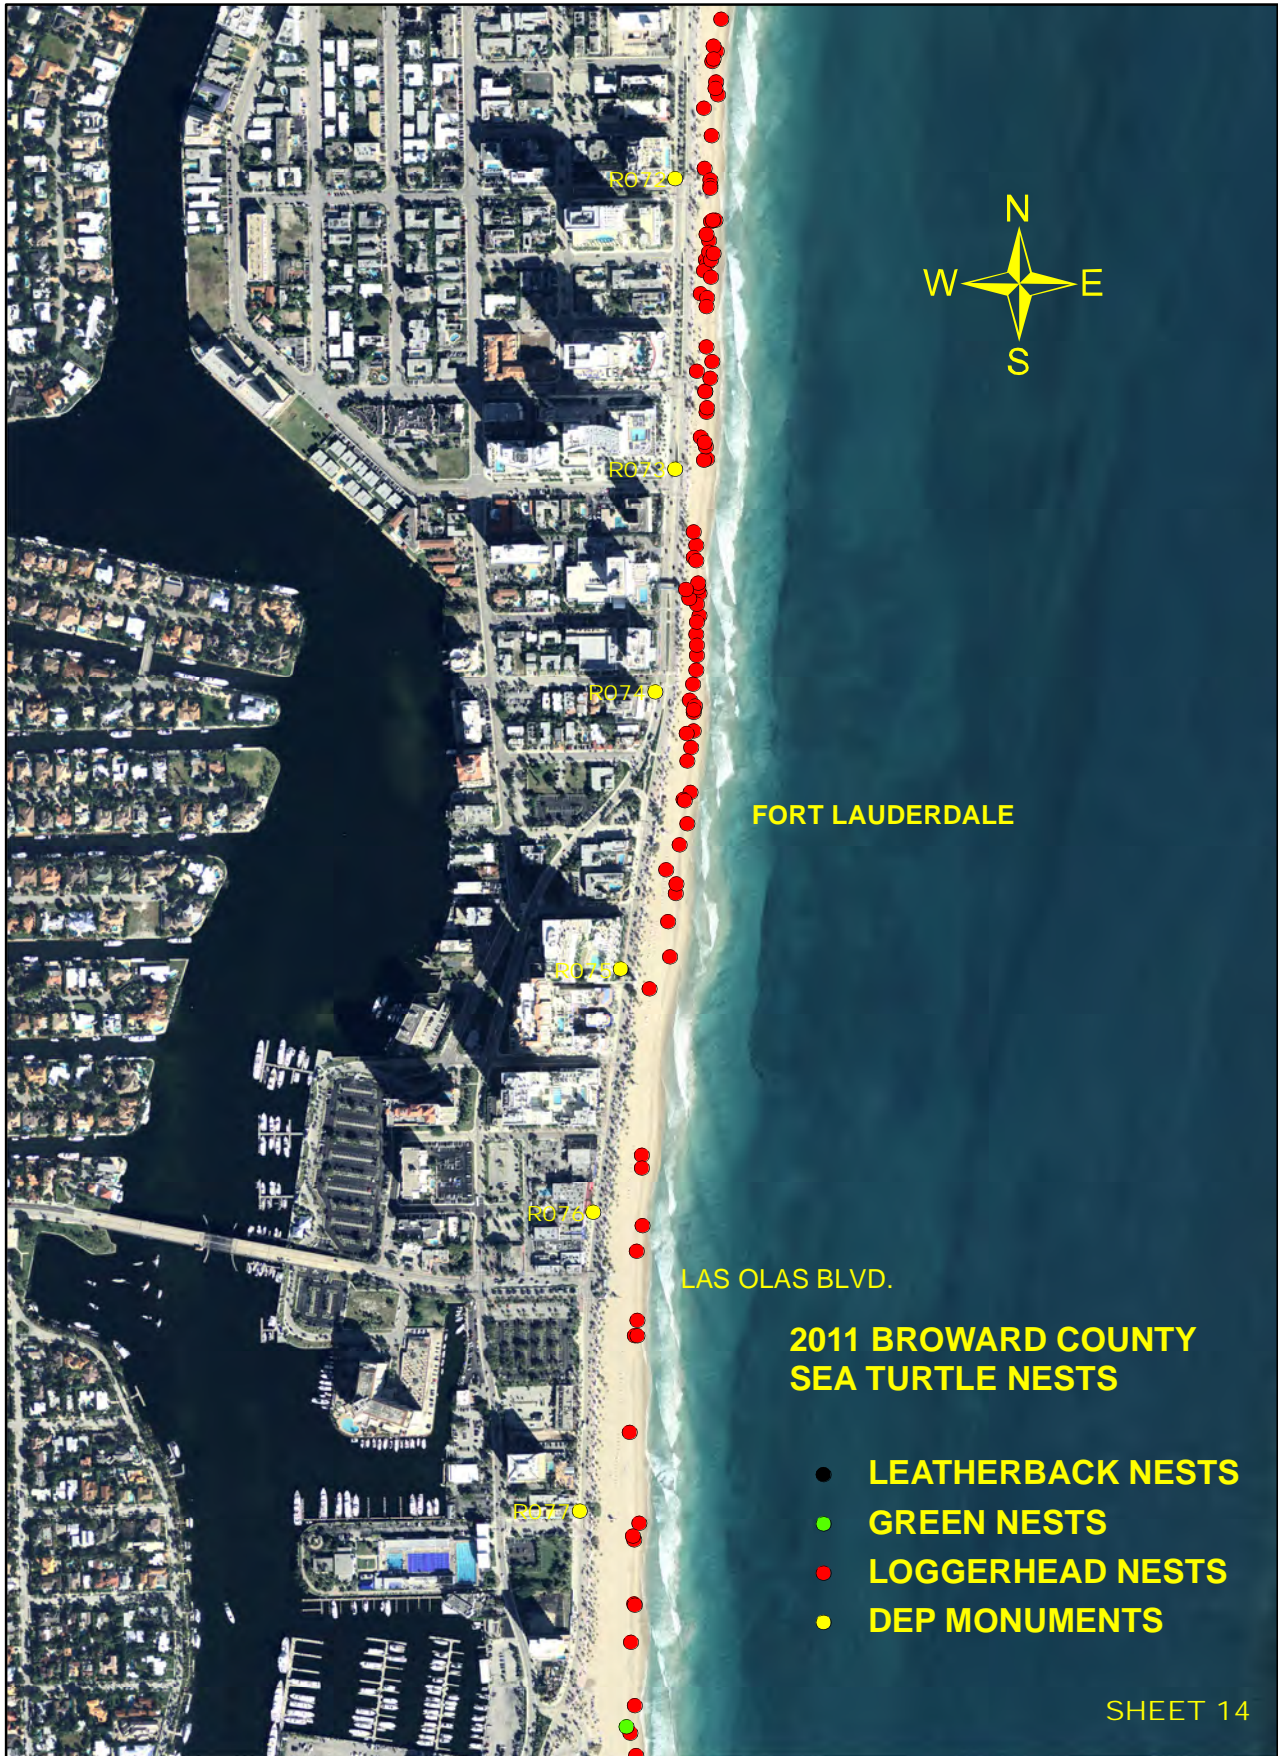 R072
N
W E
S
R073
R074
FORT LAUDERDALE
R075
R076
LAS OLAS BLVD.
2011 BROWARD COUNTY
SEA TURTLE NESTS
LEATHERBACK NESTS
GREEN NESTS
R077
LOGGERHEAD NESTS
DEP MONUMENTS
SHEET 14